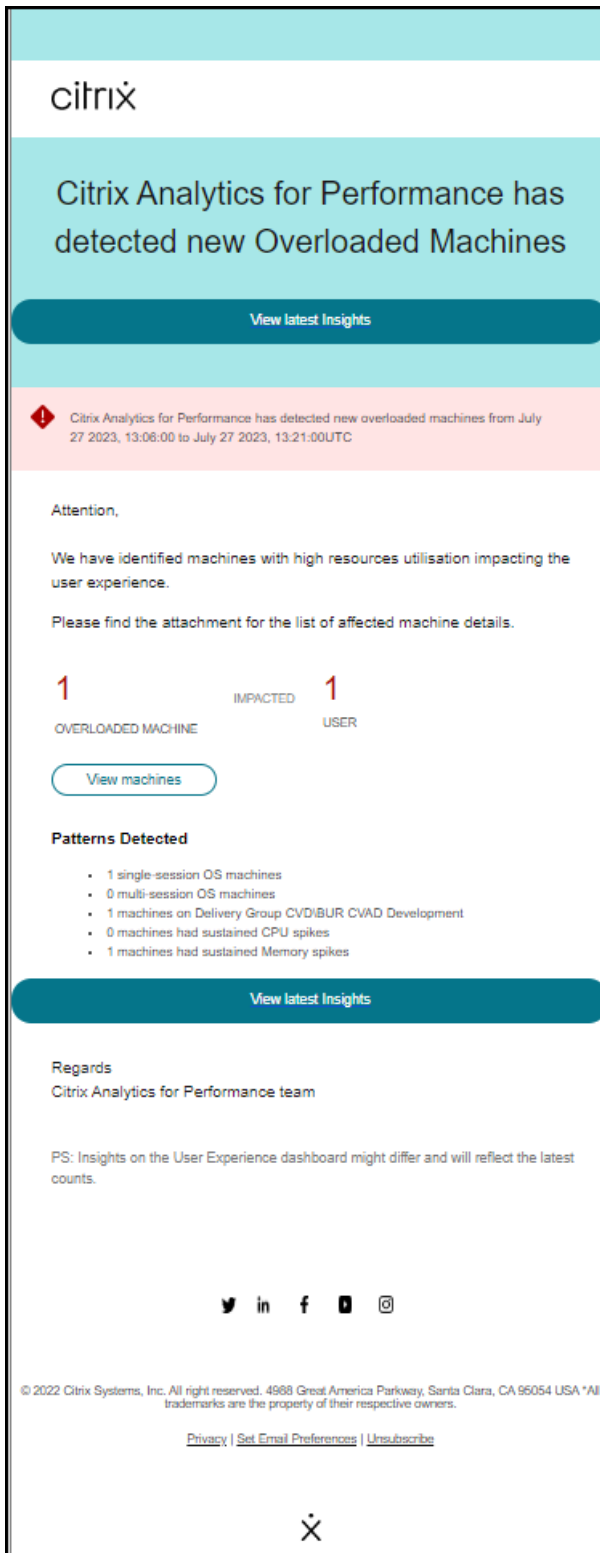 citrix
Citrix Analytics for Performance has
detected new Overloaded Machines
View latest Insights
Citrix Analytics for Performance has detected new overloaded machines from July
27 2023, 13:06:00 to July 27 2023, 13:21:00UTC
Attention,
We have identified machines with high resources utilisation impacting the
user experience.
Please find the attachment for the list of affected machine details.
1 IMPACTED 1
OVERLOADED MACHINE USER
View machines
Patterns Detected
• 1 single-session OS machines
• 0 multi-session OS machines
• 1 machines on Delivery Group CVD\BUR CVAD Development
• 0 machines had sustained CPU spikes
• 1 machines had sustained Memory spikes
View latest Insights
Regards
Citrix Analytics for Performance team
PS: Insights on the User Experience dashboard might differ and will reflect the latest
counts.
© 2022 Citrix Systems, Inc. All right reserved. 4988 Great America Parkway, Santa Clara, CA 95054 USA *All
trademarks are the property of their respective owners.
Privacy | Set Email Preferences | Unsubscribe